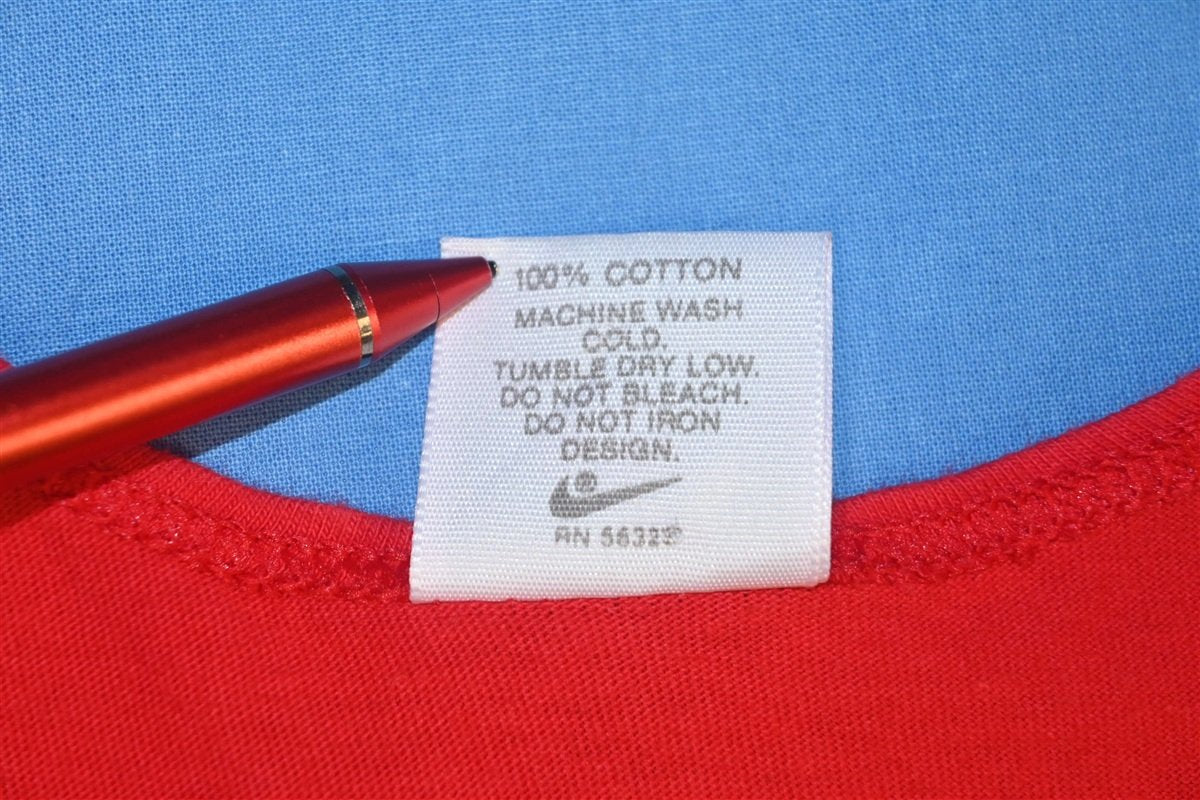 100% COTTON
MACHINE WASH
COLD.
TUMBLE DRY LOW.
DO NOT BLEACH.
DO NOT IRON
DESIGN.
RN 56323